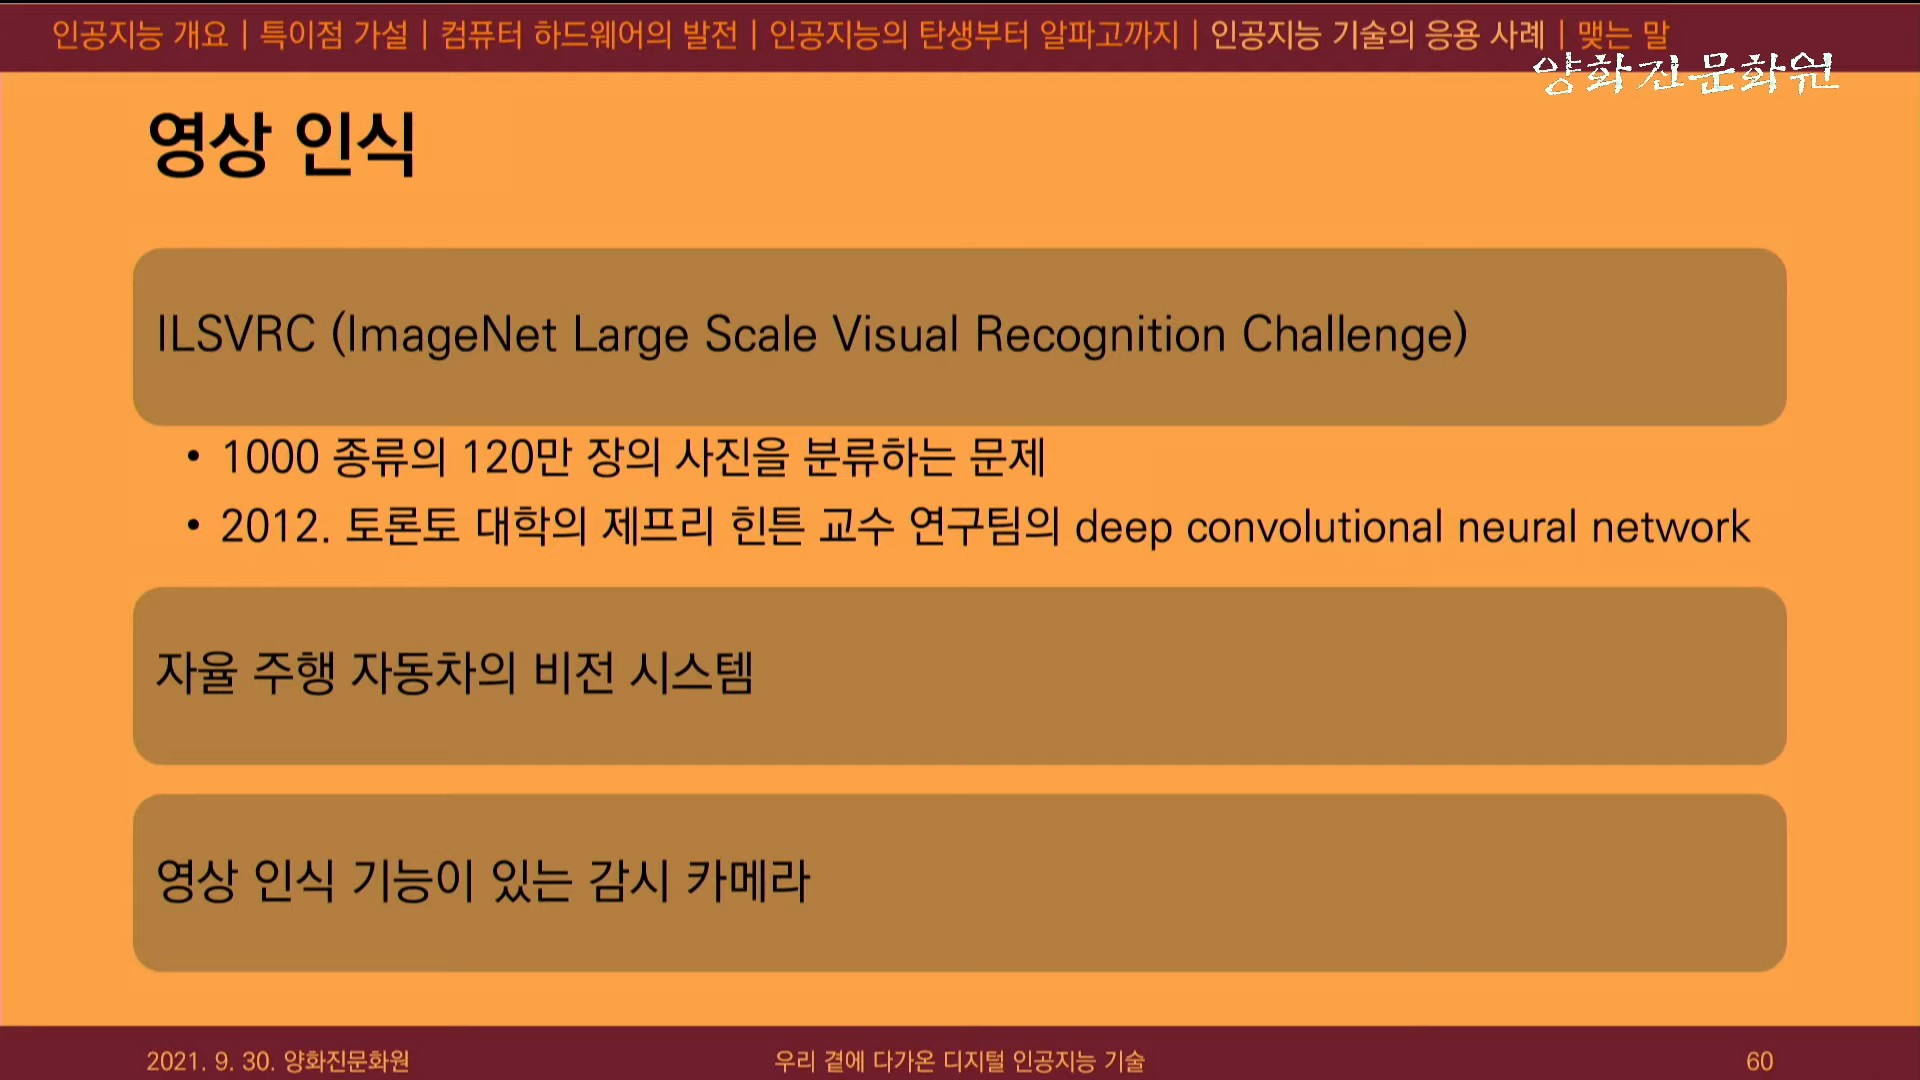 인공지능 개요 | 특이점 가설 | 컴퓨터 하드웨어의 발전 | 인공지능의 탄생부터 알파고까지 | 인공지능 기술의 응용 사례 | 맺는 말
양화진문화원
영상 인식
ILSVRC (ImageNet Large Scale Visual Recognition Challenge)
• 1000 종류의 120만 장의 사진을 분류하는 문제
• 2012. 토론토 대학의 제프리 힌튼 교수 연구팀의 deep convolutional neural network
자율 주행 자동차의 비전 시스템
영상 인식 기능이 있는 감시 카메라
2021. 9. 30. 양화진문화원
우리 곁에 다가온 디지털 인공지능 기술
60